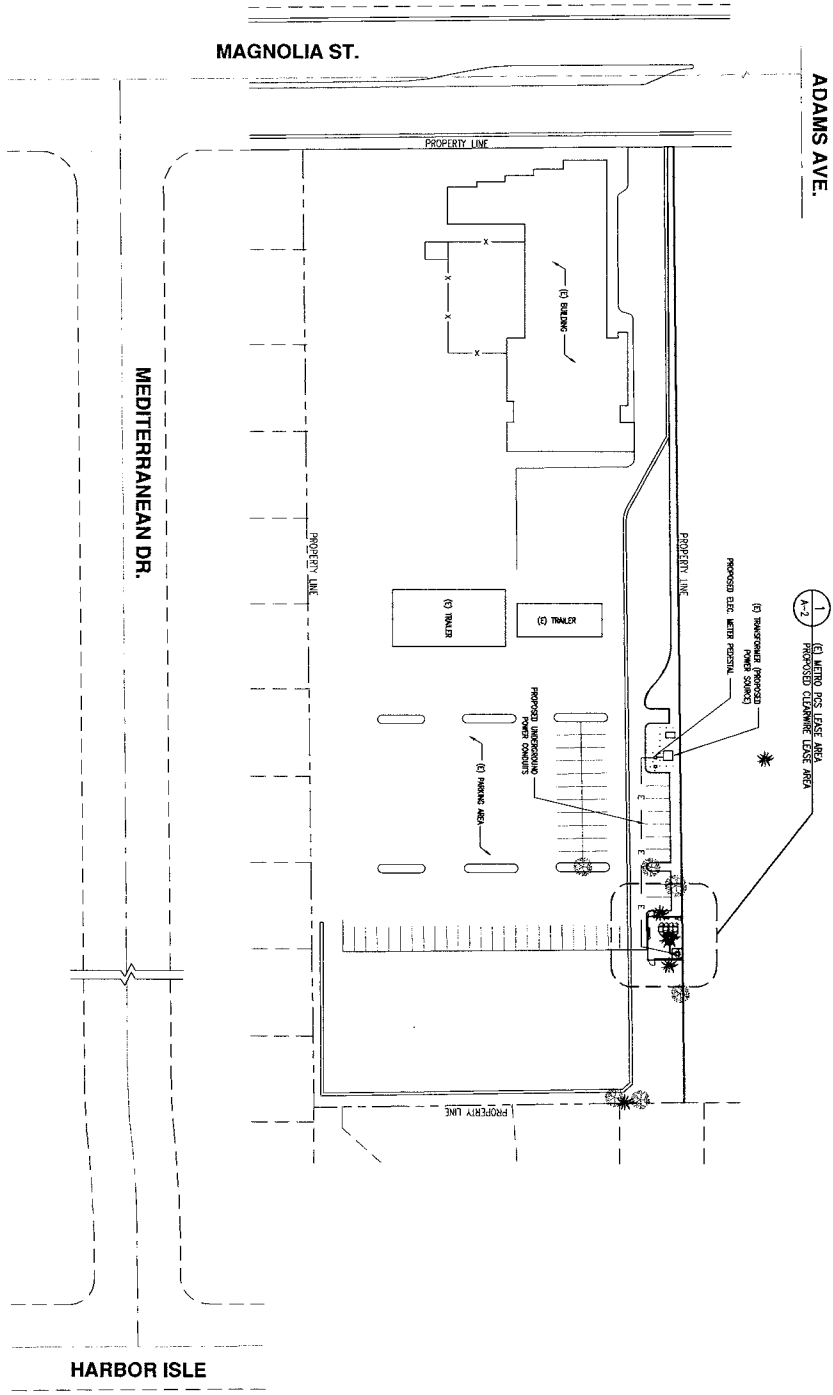 MAGNOLIA ST.
ADAMS AVE.
PROPERTY LINE
(E) BUILDING
MEDITERRANEAN DR.
PROPERTY LINE
PROPERTY LINE
1
A-2
(E) METRO PCS LEASE AREA
PROPOSED CLEARWIRE LEASE AREA
(E) TRANSFORMER (PROPOSED
POWER SOURCE)
PROPOSED ELEC. METER PEDESTAL
(E) TRAILER
(E) TRAILER
PROPOSED UNDERGROUND
POWER CONDUITS
(E) PARKING AREA
E
E
E
X
X
X
X
PROPERTY LINE
HARBOR ISLE